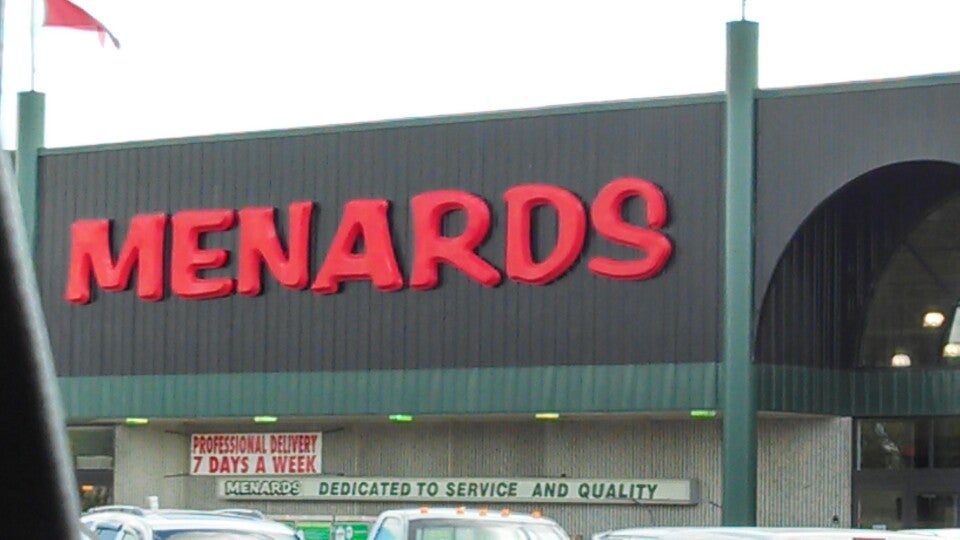 MENARDS
PROFESSIONAL DELIVERY
7 DAYS A WEEK
MENARDS DEDICATED TO SERVICE AND QUALITY